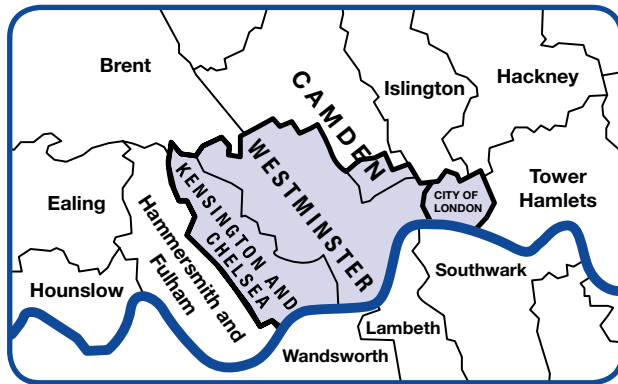 Brent
CAMDEN
Islington
Hackney
WESTMINSTER
KENSINGTON AND
CHELSEA
CITY OF
LONDON
Tower
Hamlets
Ealing
Hammersmith and
Fulham
Hounslow
Southwark
Lambeth
Wandsworth